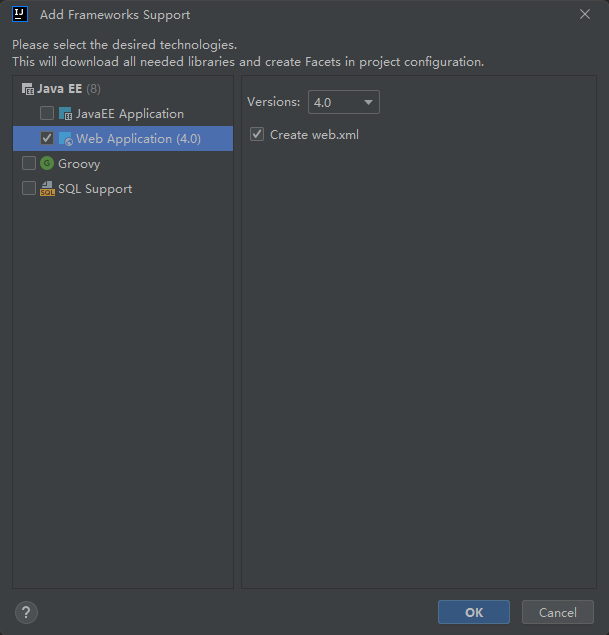 Add Frameworks Support
Please select the desired technologies.
This will download all needed libraries and create Facets in project configuration.
Java EE (8)
JavaEE Application
Web Application (4.0)
Groovy
SQL Support
Versions: 4.0
Create web.xml
? OK Cancel